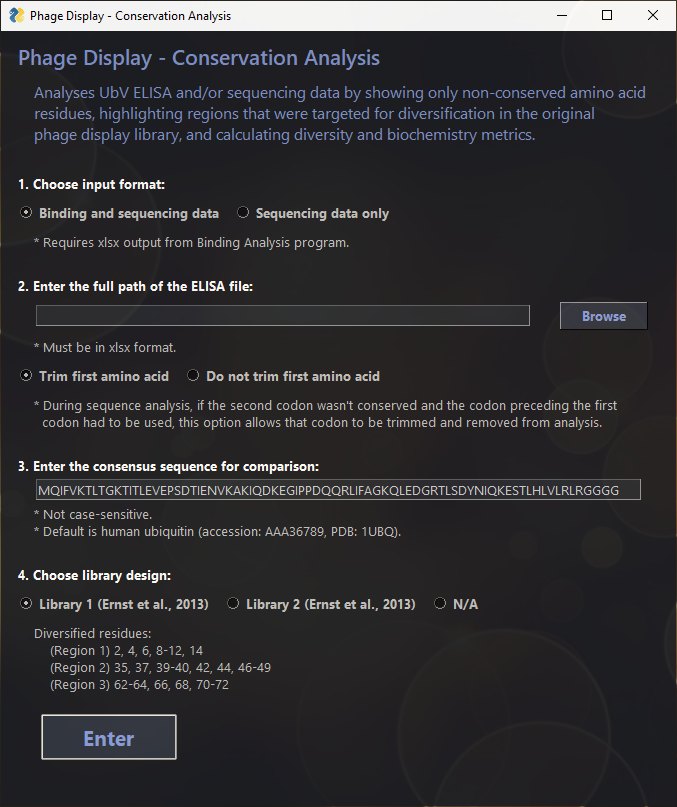 Phage Display - Conservation Analysis
Phage Display - Conservation Analysis
Analyses UbV ELISA and/or sequencing data by showing only non-conserved amino acid
residues, highlighting regions that were targeted for diversification in the original
phage display library, and calculating diversity and biochemistry metrics.
1. Choose input format:
Binding and sequencing data Sequencing data only
* Requires xlsx output from Binding Analysis program.
2. Enter the full path of the ELISA file:
Browse
* Must be in xlsx format.
Trim first amino acid Do not trim first amino acid
* During sequence analysis, if the second codon wasn't conserved and the codon preceding the first
codon had to be used, this option allows that codon to be trimmed and removed from analysis.
3. Enter the consensus sequence for comparison:
MQIFVKTLTGKTITLEVEPSDTIENVKAKIQDKEGIPPDQQRLIFAGKQLEDGRTLSDYNIQKESTLHLVLRLRGGGG
* Not case-sensitive.
* Default is human ubiquitin (accession: AAA36789, PDB: 1UBQ).
4. Choose library design:
Library 1 (Ernst et al., 2013) Library 2 (Ernst et al., 2013) N/A
Diversified residues:
(Region 1) 2, 4, 6, 8-12, 14
(Region 2) 35, 37, 39-40, 42, 44, 46-49
(Region 3) 62-64, 66, 68, 70-72
Enter